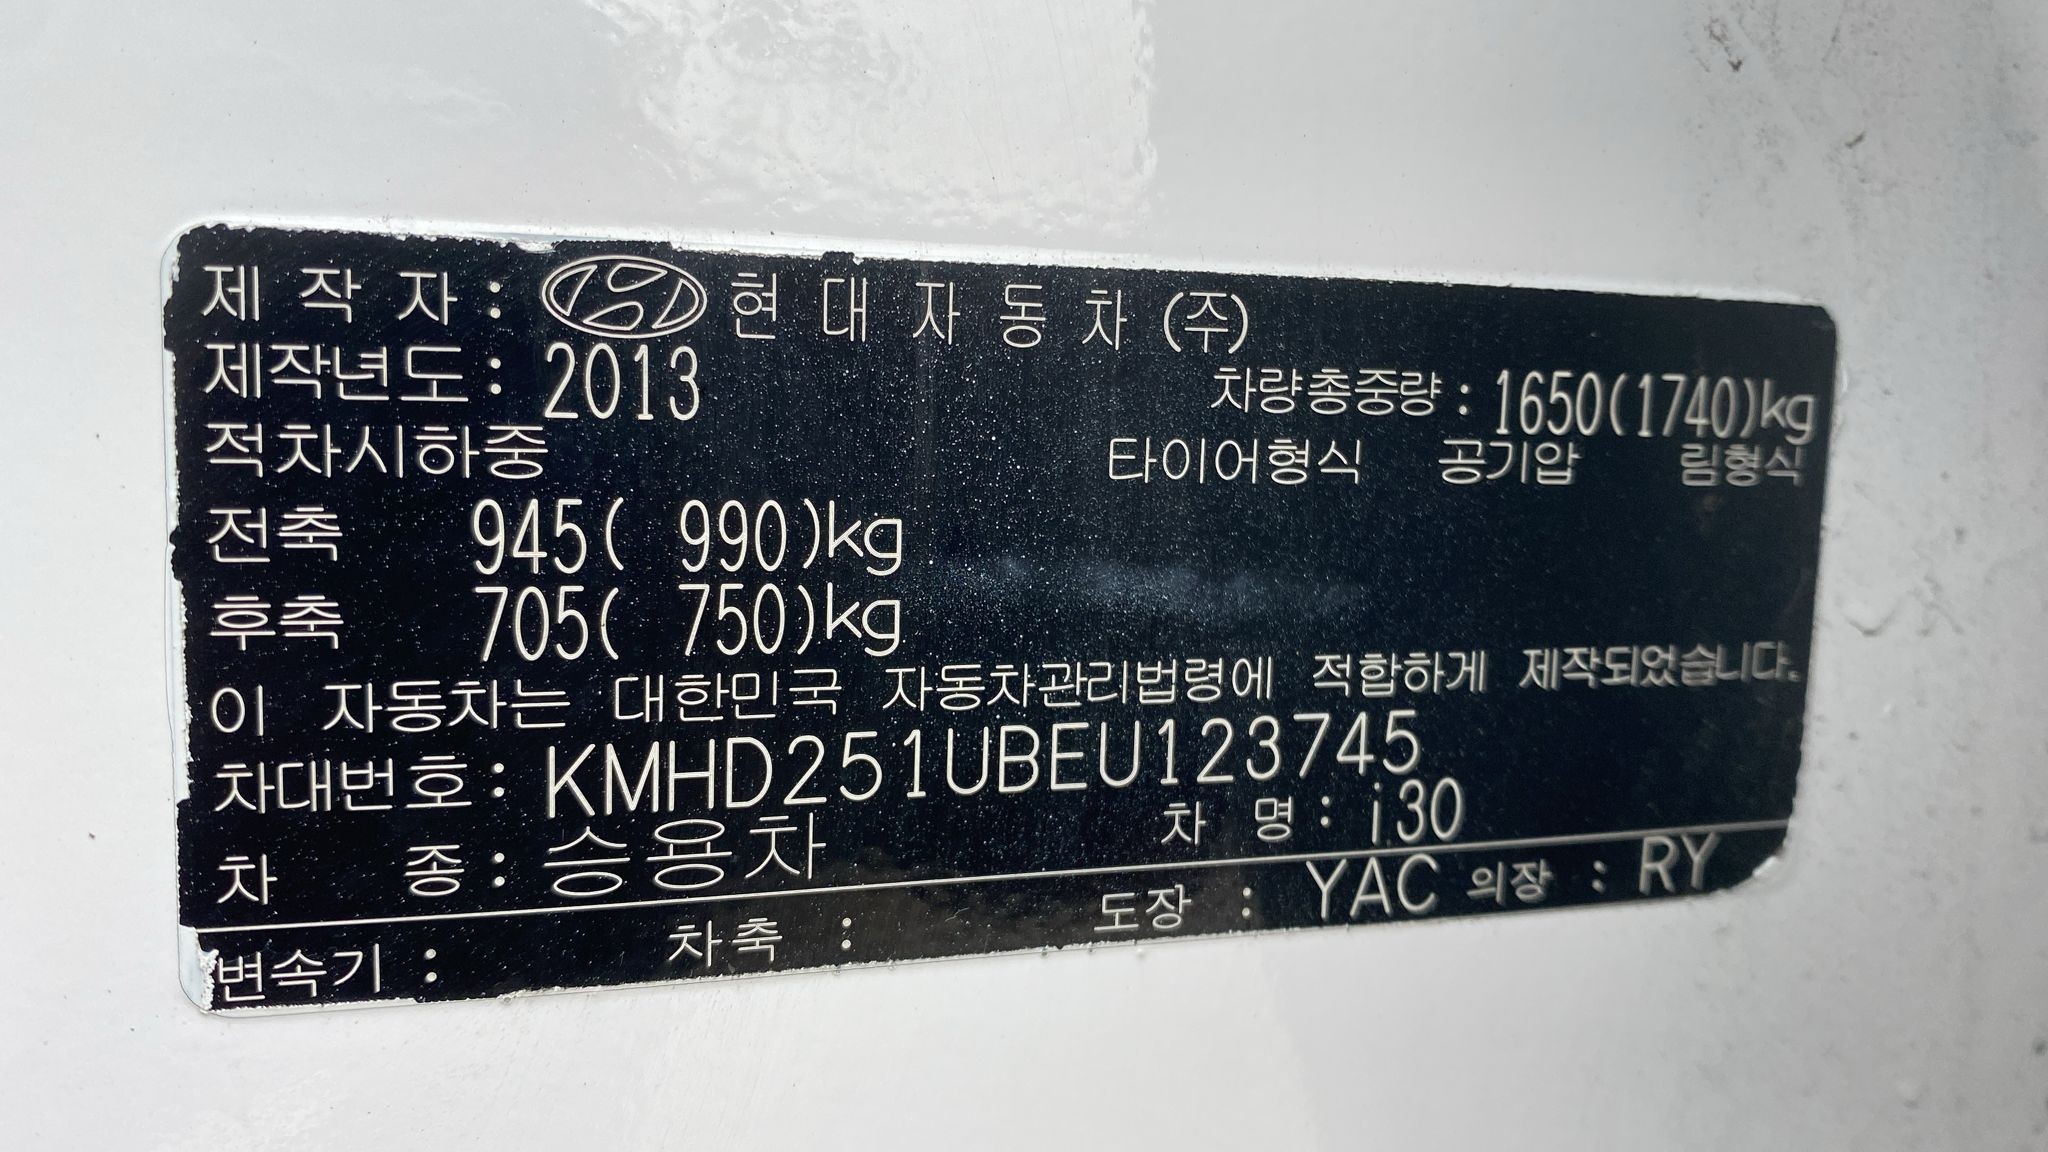 제 작 자 : 현 대 자 동 차 (주)
제작년도 : 2013 차량총중량 : 1650(1740)kg
적차시하중 타이어형식 공기압 림형식
전축 945( 990)kg
후축 705( 750)kg
이 자동차는 대한민국 자동차관리법령에 적합하게 제작되었습니다.
차대번호 : KMHD251UBEU123745
차 종 : 승용차 차 명 : i30
변속기 : 차축 : 도장 : YAC 의장 : RY